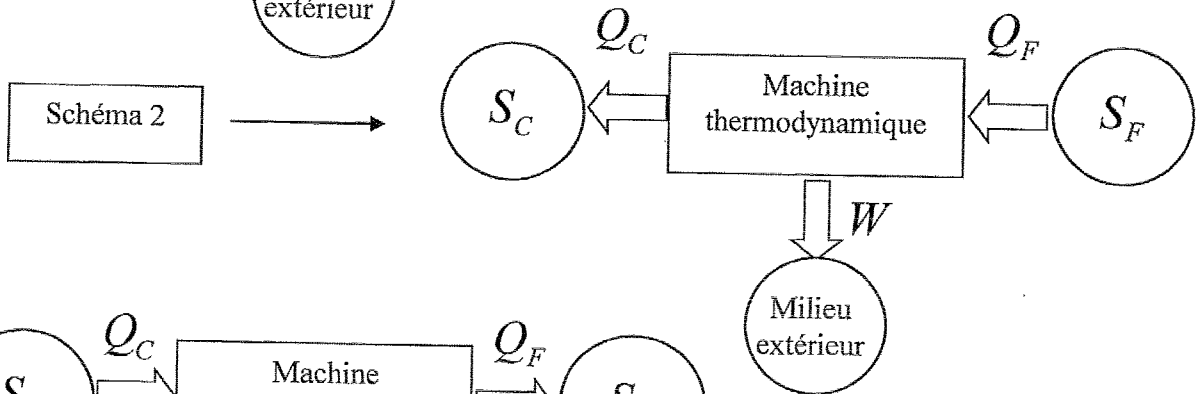 extérieur
Q_C
Q_F
Schéma 2
S_C
Machine
thermodynamique
S_F
W
Milieu
extérieur
Q_C
Q_F
Machine